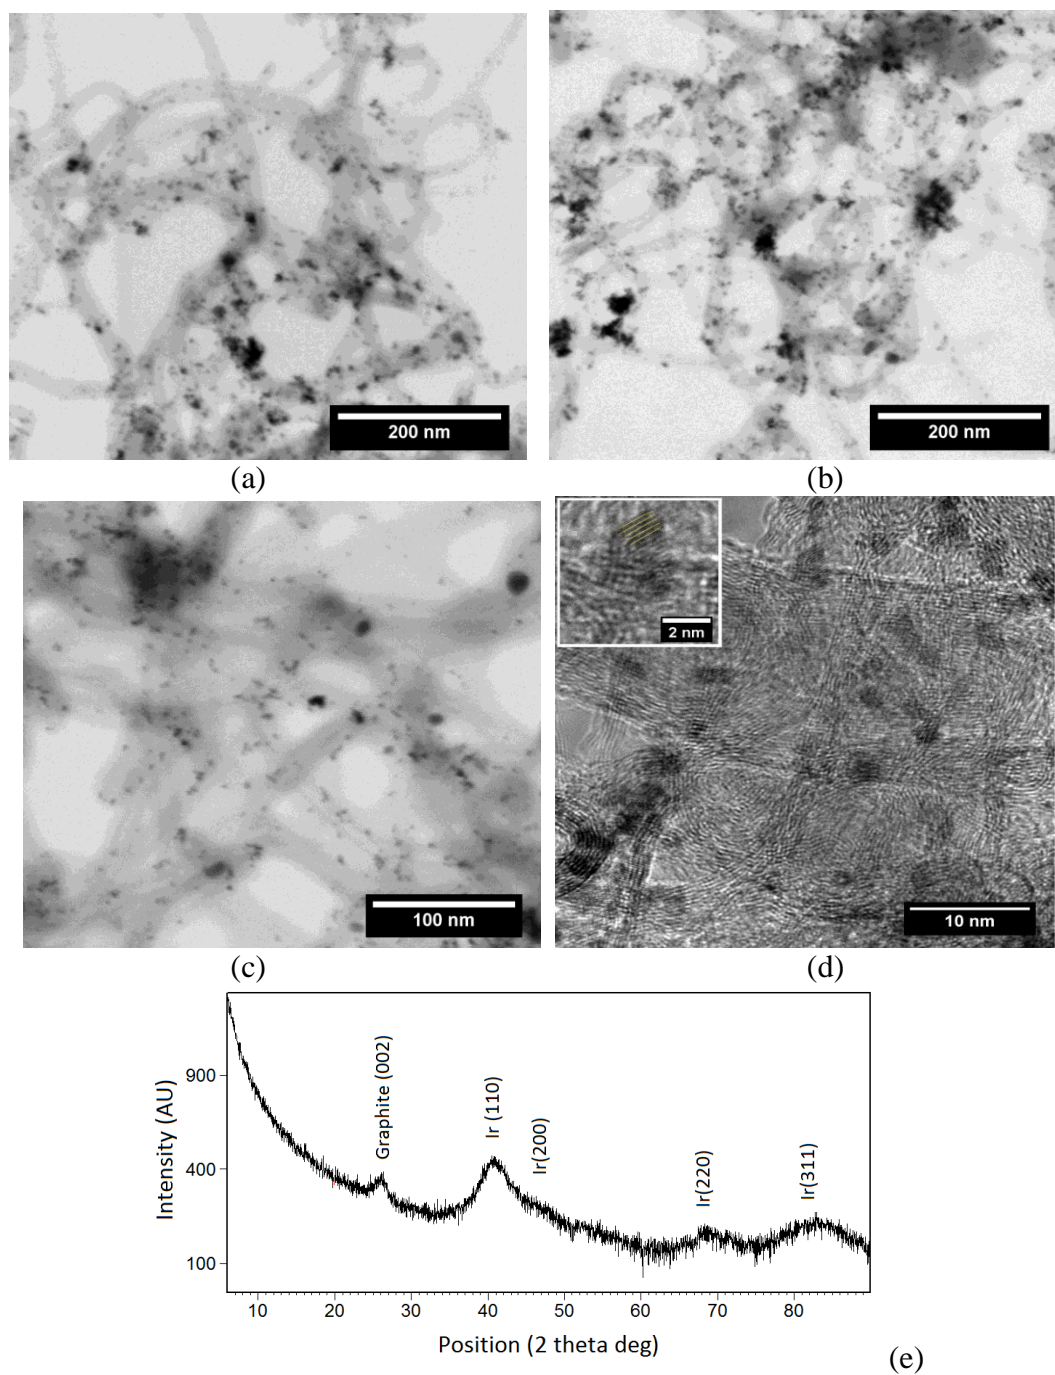 200 nm
200 nm
(a)
(b)
2 nm
100 nm
10 nm
(c)
(d)
Intensity (AU)
900
400
100
Graphite (002)
Ir (110)
Ir(200)
Ir(220)
Ir(311)
10 20 30 40 50 60 70 80
Position (2 theta deg)
(e)